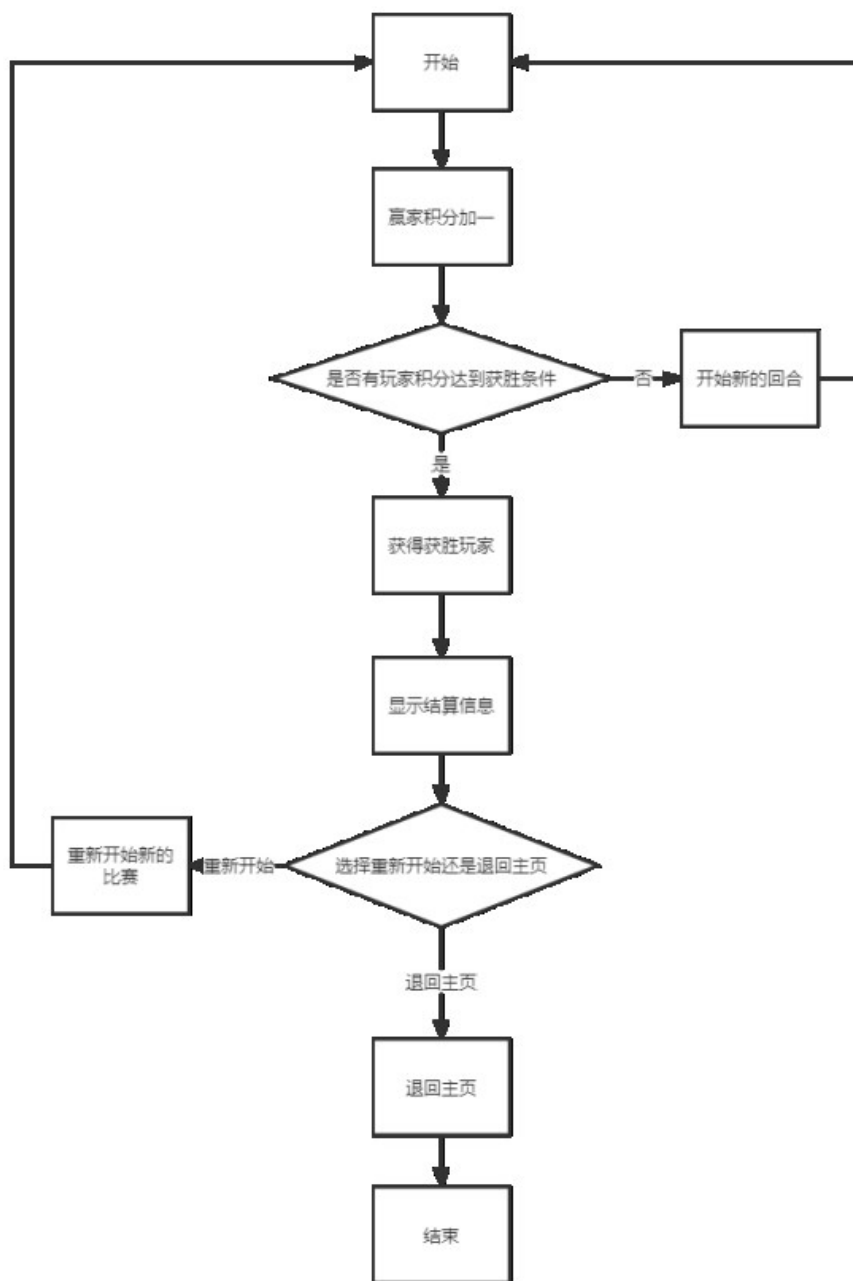 开始
赢家积分加一
是否有玩家积分达到获胜条件
否
开始新的回合
是
获得获胜玩家
显示结算信息
选择重新开始还是退回主页
重新开始
重新开始新的
比赛
退回主页
退回主页
结束